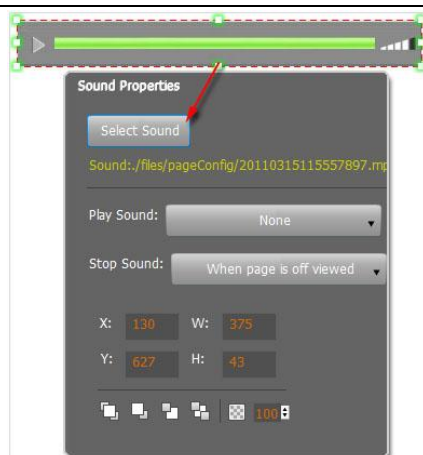 Sound Properties
Select Sound
Sound:./files/pageConfig/20110315115557897.mp
Play Sound: None
Stop Sound: When page is off viewed
X: 130 W: 375
Y: 627 H: 43
100